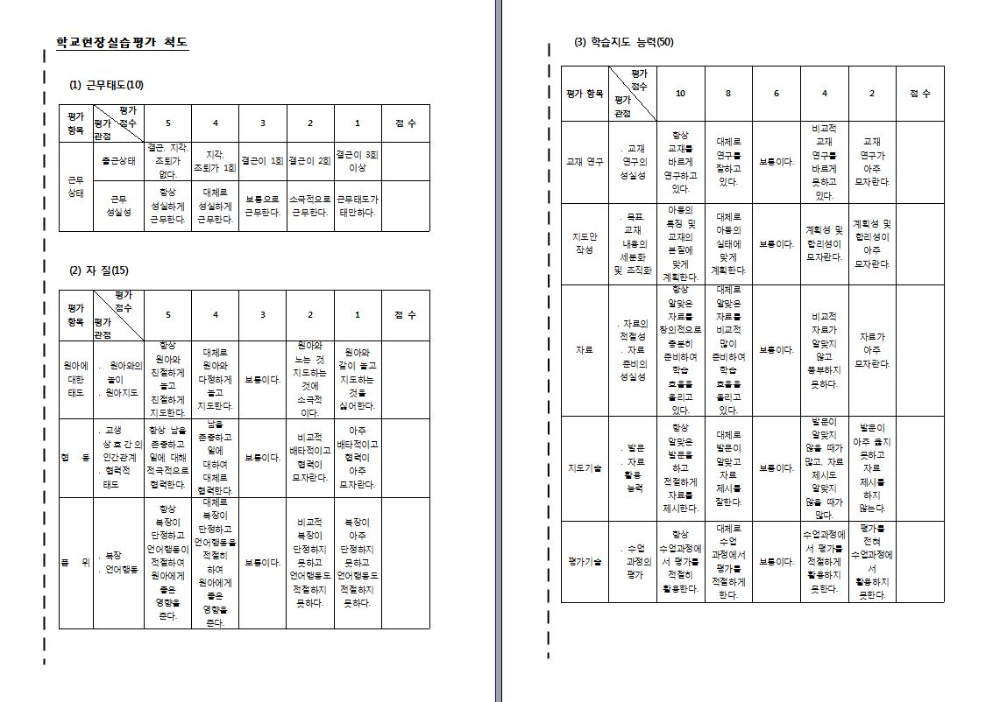 학교현장실습평가 척도
(1) 근무태도(10)
평가 항목 평가 점수 평가 관점 5 4 3 2 1 점 수
근무 상태 출근상태 결근, 지각, 조퇴가 없다. 지각, 조퇴가 1회 결근이 1회 결근이 2회 결근이 3회 이상
근무 성실성 항상 성실하게 근무한다. 대체로 성실하게 근무한다. 보통으로 근무한다. 소극적으로 근무한다. 근무태도가 태만하다.
(2) 자 질(15)
평가 항목 평가 점수 평가 관점 5 4 3 2 1 점 수
원아에 대한 태도 . 원아와의 놀이 . 원아지도 항상 원아와 친절하게 놀고 친절하게 지도한다. 대체로 원아와 다정하게 놀고 지도한다. 보통이다. 원아와 노는 것 지도하는 것에 소극적 이다. 원아와 같이 놀고 지도하는 것을 싫어한다.
협 동 . 교생 상호간의 인간관계 . 협력적 태도 항상 남을 존중하고 일에 대해 적극적으로 협력한다. 남을 존중하고 일에 대하여 대체로 협력한다. 보통이다. 비교적 배타적이고 협력이 모자란다. 아주 배타적이고 협력이 아주 모자란다.
품 위 . 복장 . 언어행동 항상 복장이 단정하고 언어행동이 적절하여 원아에게 좋은 영향을 준다. 대체로 복장이 단정하고 언어행동을 적절히 하여 원아에게 좋은 영향을 준다. 보통이다. 비교적 복장이 단정하지 못하고 언어행동도 적절하지 못하다. 복장이 아주 단정하지 못하고 언어행동도 적절하지 못하다.
(3) 학습지도 능력(50)
평가 항목 평가 점수 평가 관점 10 8 6 4 2 점 수
교재 연구 . 교재 연구의 성실성 항상 교재를 바르게 연구하고 있다. 대체로 연구를 잘하고 있다. 보통이다. 비교적 교재 연구를 바르게 못하고 있다. 교재 연구가 아주 모자란다.
지도안 작성 . 목표, 교재 내용의 세분화 및 조직화 아동의 특징 및 교재의 본질에 맞게 계획한다. 대체로 아동의 실태에 맞게 계획한다. 보통이다. 계획성 및 합리성이 모자란다. 계획성 및 합리성이 아주 모자란다.
자료 . 자료의 적절성 . 자료 준비의 성실성 항상 알맞은 자료를 창의적으로 충분히 준비하여 학습 효율을 올리고 있다. 대체로 알맞은 자료를 비교적 많이 준비하여 학습 효율을 올리고 있다. 보통이다. 비교적 자료가 알맞지 않고 풍부하지 못하다. 자료가 아주 모자란다.
지도기술 . 발문 . 자료 활용 능력 항상 알맞은 발문을 하고 적절하게 자료를 제시한다. 대체로 발문이 알맞고 자료 제시를 잘한다. 보통이다. 발문이 알맞지 않을 때가 많고, 자료 제시도 알맞지 않을 때가 많다. 발문이 아주 옳지 못하고 자료 제시를 하지 않는다.
평가기술 . 수업 과정의 평가 항상 수업과정에서 평가를 적절히 활용한다. 대체로 수업 과정에서 평가를 적절하게 한다. 보통이다. 수업과정에서 평가를 적절하게 활용하지 못한다. 평가를 전혀 수업과정에서 활용하지 못한다.